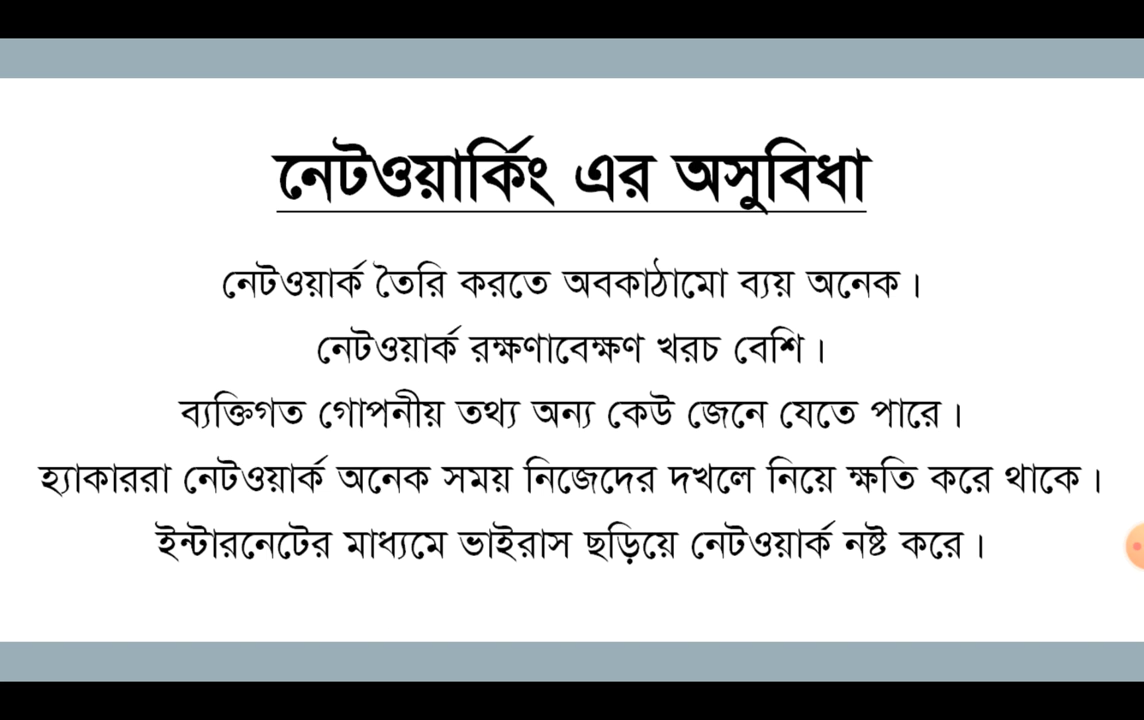 নেটওয়ার্কিং এর অসুবিধা
নেটওয়ার্ক তৈরি করতে অবকাঠামো ব্যয় অনেক।
নেটওয়ার্ক রক্ষণাবেক্ষণ খরচ বেশি।
ব্যক্তিগত গোপনীয় তথ্য অন্য কেউ জেনে যেতে পারে।
হ্যাকাররা নেটওয়ার্ক অনেক সময় নিজেদের দখলে নিয়ে ক্ষতি করে থাকে।
ইন্টারনেটের মাধ্যমে ভাইরাস ছড়িয়ে নেটওয়ার্ক নষ্ট করে।